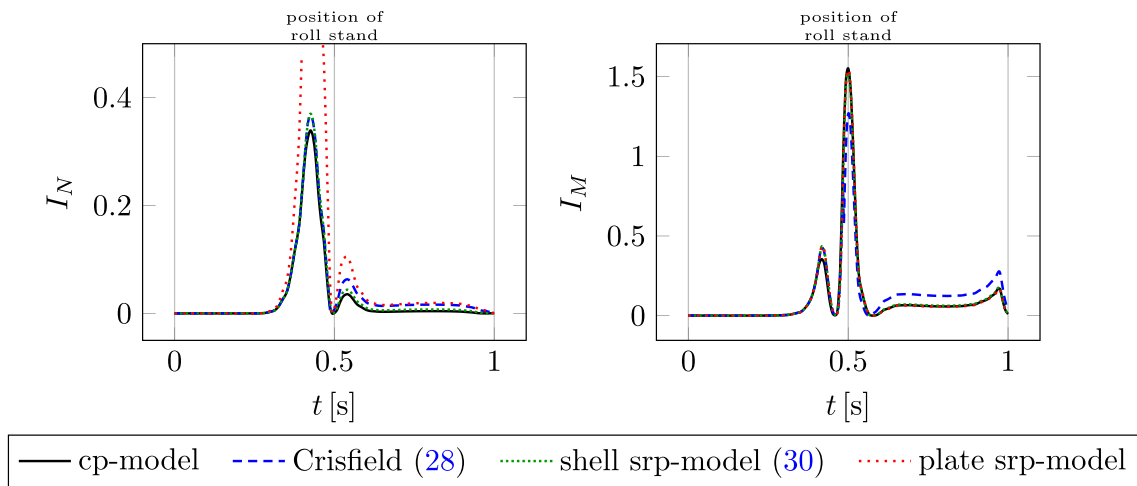 position of
roll stand
0.4
0.2
0
I_N
0
0.5
1
t [s]
position of
roll stand
1.5
1
0.5
0
I_M
0
0.5
1
t [s]
cp-model
Crisfield (28)
shell srp-model (30)
plate srp-model